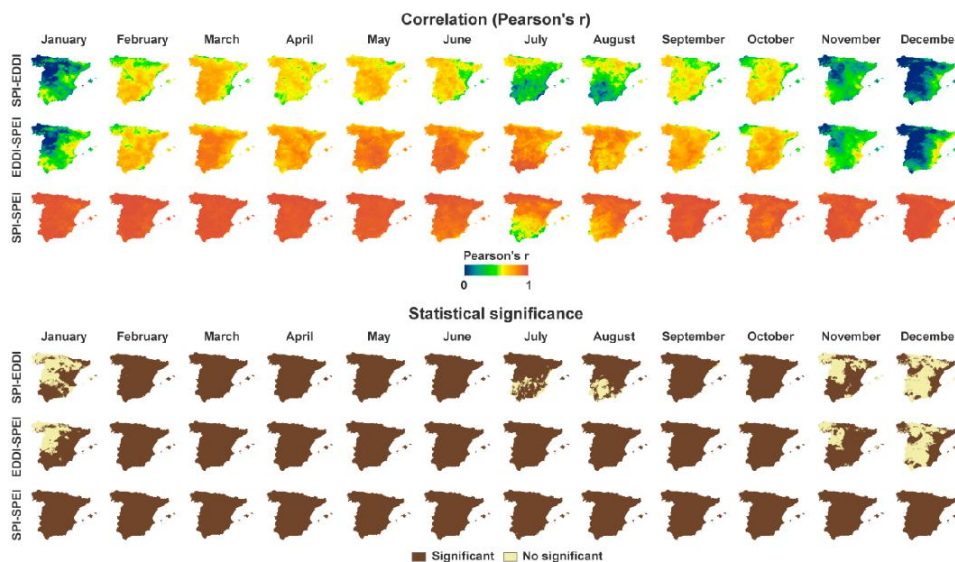 Correlation (Pearson's r)
January February March April May June July August September October November December
SPI-EDDI
EDDI-SPEI
SPI-SPEI
Pearson's r
0 1
Statistical significance
January February March April May June July August September October November December
SPI-EDDI
EDDI-SPEI
SPI-SPEI
Significant No significant